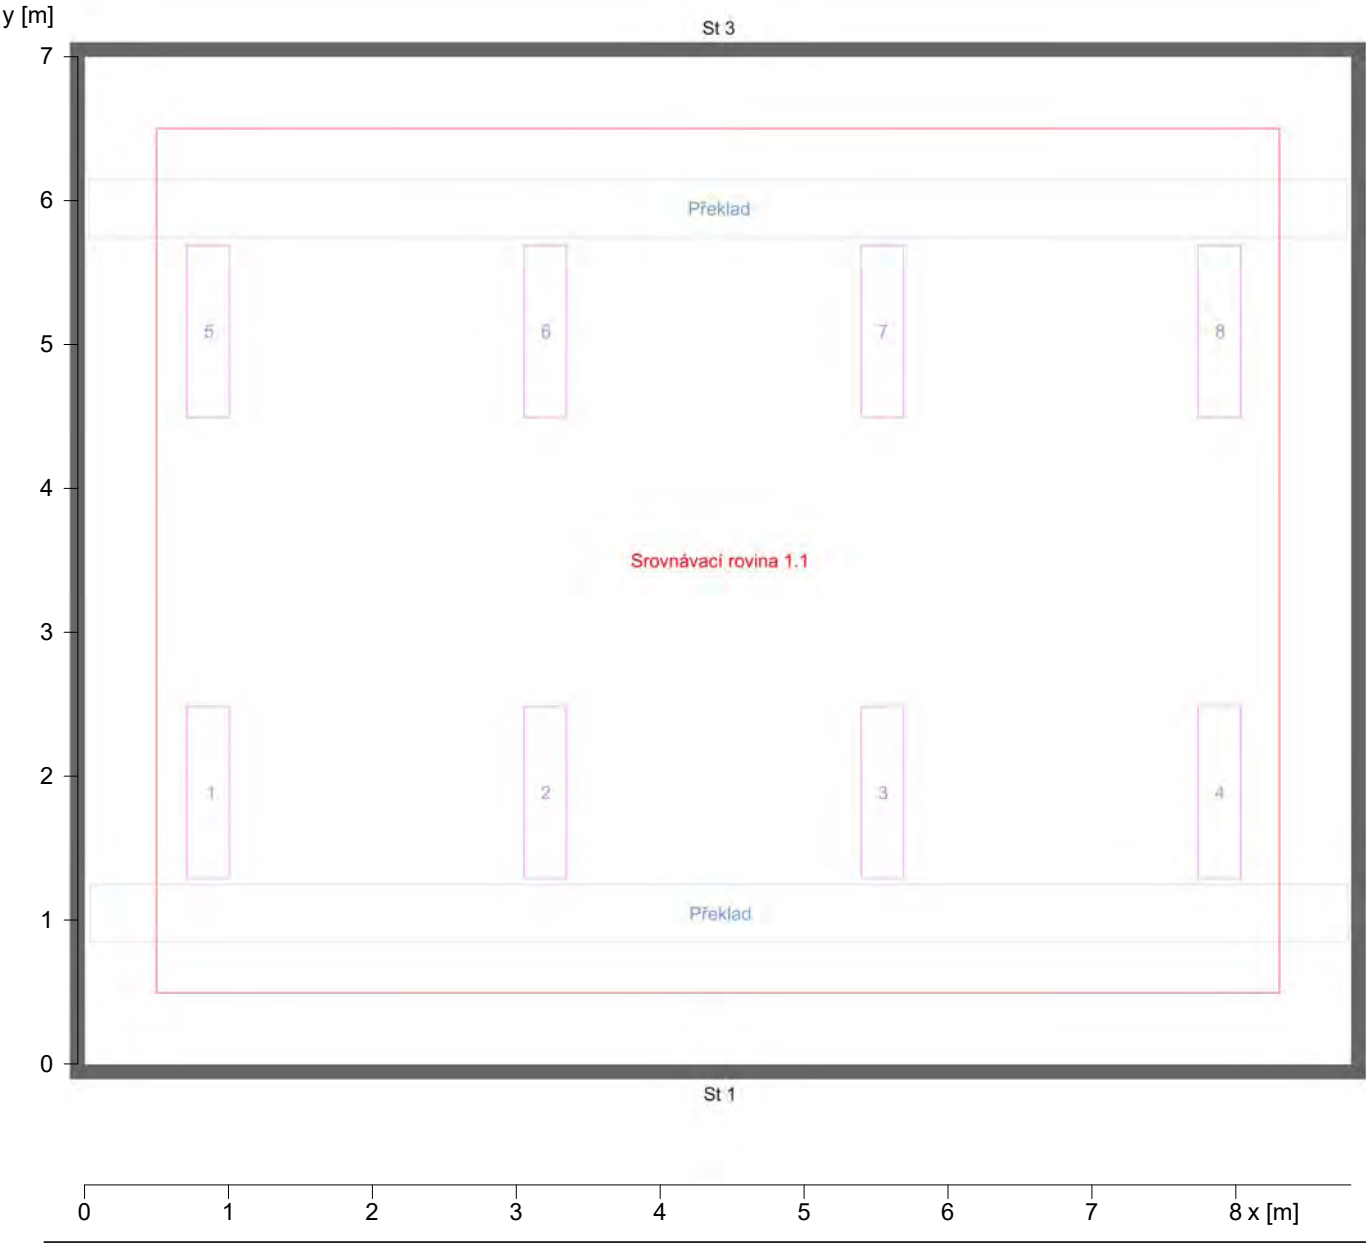 y [m]
St 3
7
6
Překlad
5 6 7 8
5
4
Srovnávací rovina 1.1
3
2
1 2 3 4
1
Překlad
0
St 1
0 1 2 3 4 5 6 7 8 x [m]